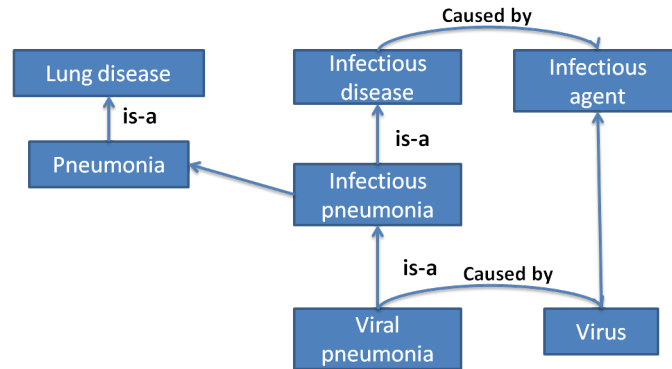 Caused by
Lung disease
Infectious
disease
Infectious
agent
is-a
is-a
Pneumonia
Infectious
pneumonia
is-a
Caused by
Viral
pneumonia
Virus